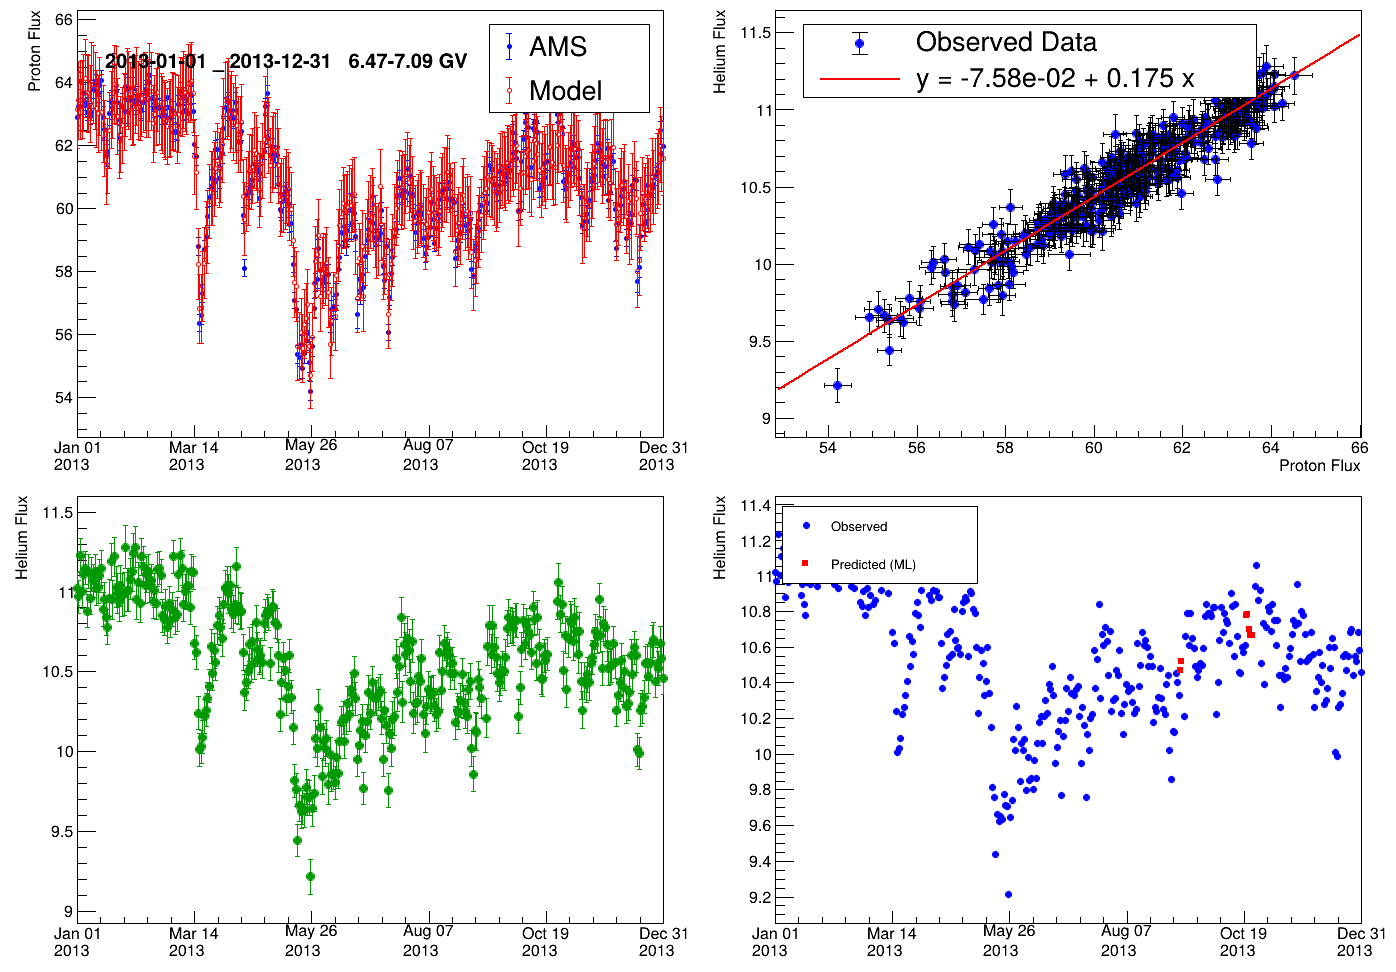 Proton Flux
66
64
62
60
58
56
54
2013-01-01 _ 2013-12-31 6.47-7.09 GV
AMS
Model
Jan 01 Mar 14 May 26 Aug 07 Oct 19 Dec 31
2013 2013 2013 2013 2013 2013
Helium Flux
11.5
11
10.5
10
9.5
9
Observed Data
y = -7.58e-02 + 0.175 x
54 56 58 60 62 64 66
Proton Flux
Helium Flux
11.5
11
10.5
10
9.5
9
Jan 01 Mar 14 May 26 Aug 07 Oct 19 Dec 31
2013 2013 2013 2013 2013 2013
Helium Flux
11.4
11.2
11
10.8
10.6
10.4
10.2
10
9.8
9.6
9.4
9.2
Observed
Predicted (ML)
Jan 01 Mar 14 May 26 Aug 07 Oct 19 Dec 31
2013 2013 2013 2013 2013 2013